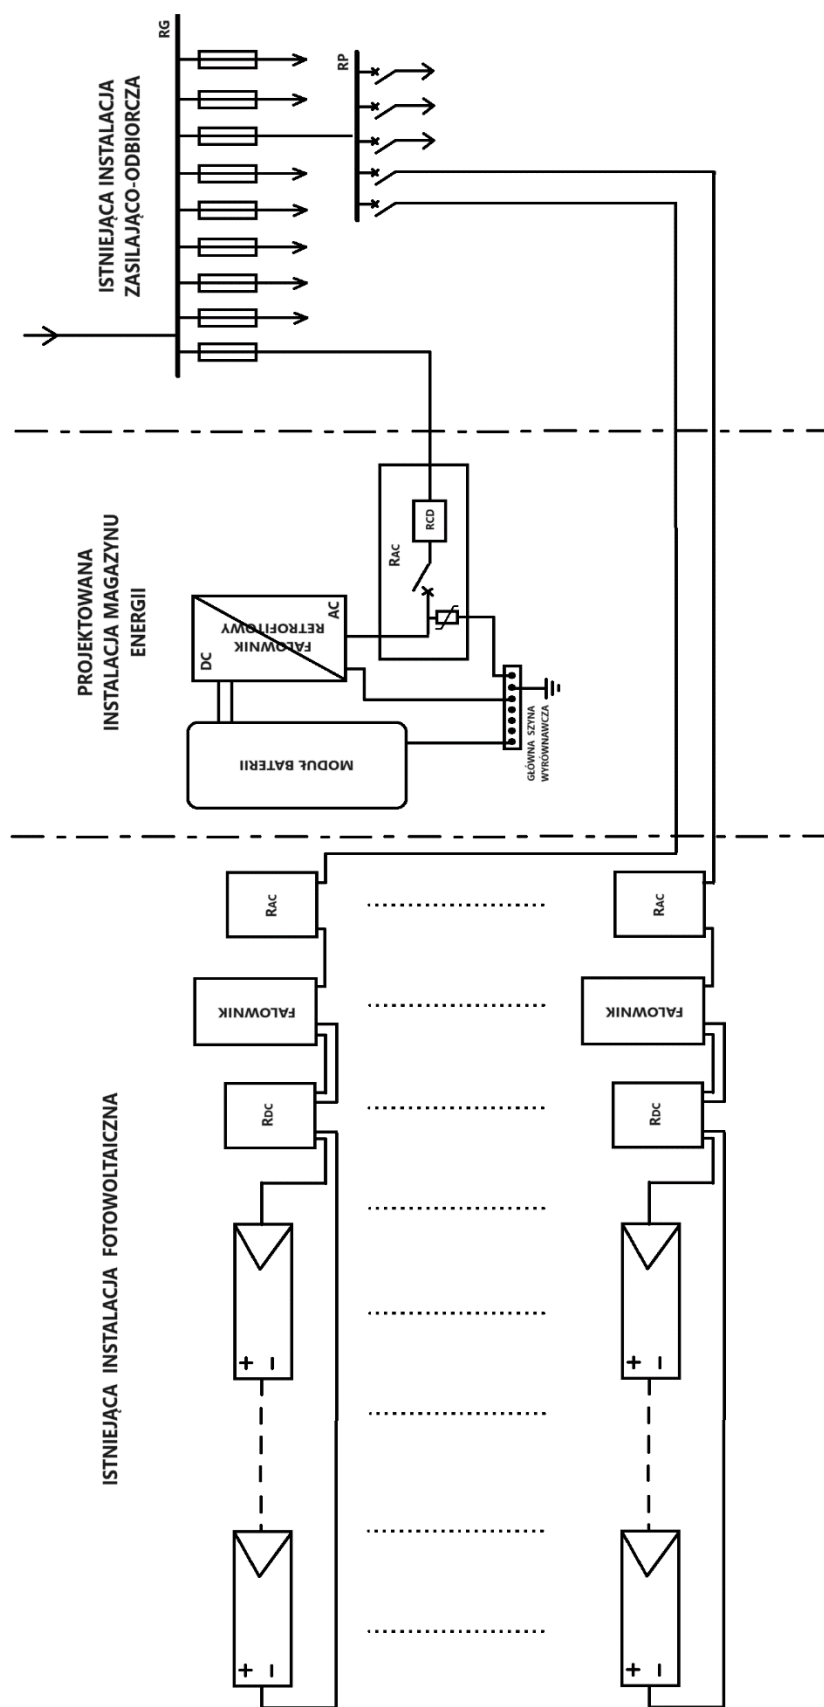 RG
RP
ISTNIEJĄCA INSTALACJA
ZASILAJĄCO-ODBIORCZA
PROJEKTOWANA
INSTALACJA MAGAZYNU
ENERGII
RAC
RCD
DC
AC
FALOWNIK
RETROFITOWY
MODUŁ BATERII
GŁÓWNA SZYNA
WYRÓWNAWCZA
ISTNIEJĄCA INSTALACJA FOTOWOLTAICZNA
RAC
RAC
FALOWNIK
FALOWNIK
RDC
RDC
+ -
+ -
+ -
+ -